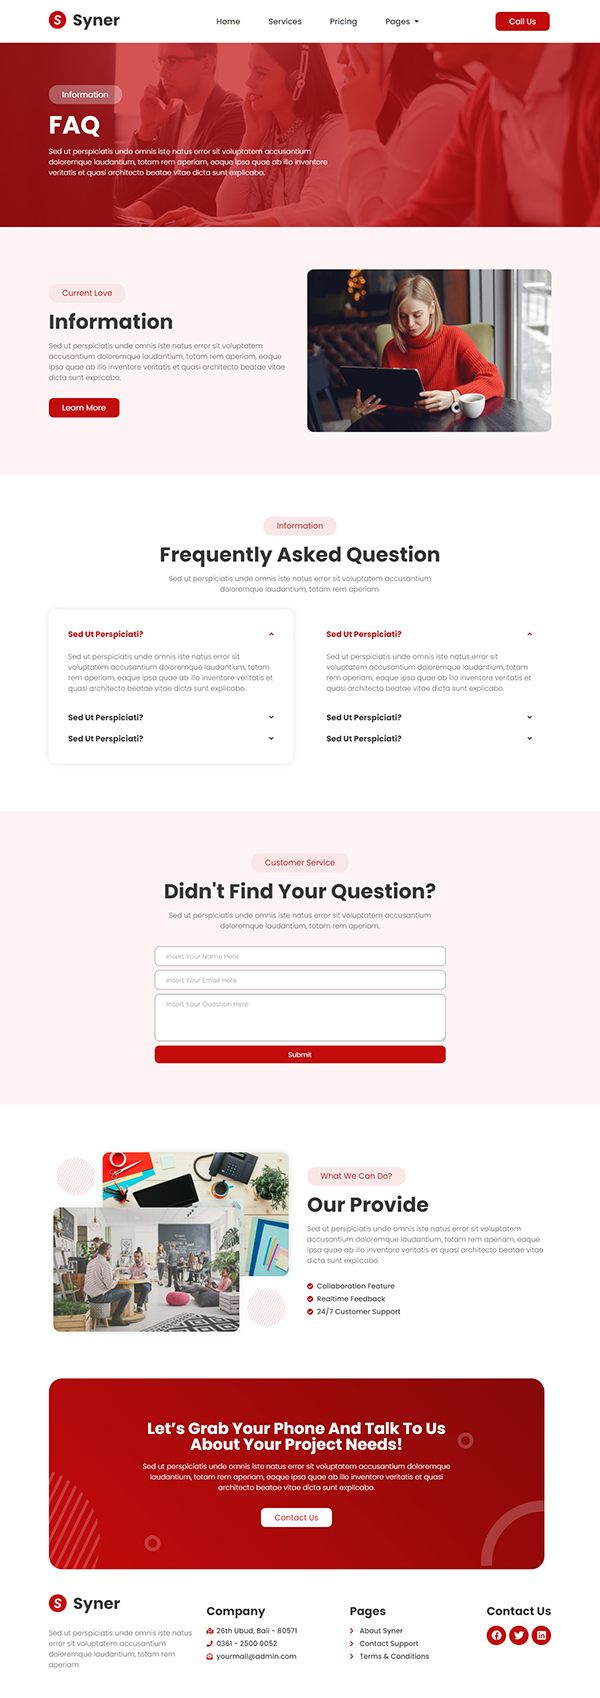 S Syner
Home Services Pricing Pages
Call Us
Information
FAQ
Sed ut perspiciatis unde omnis iste natus error sit voluptatem accusantium
doloremque laudantium, totam rem aperiam, eaque ipsa quae ab illo inventore
veritatis et quasi architecto beatae vitae dicta sunt explicabo.
Current Love
Information
Sed ut perspiciatis unde omnis iste natus error sit voluptatem
accusantium doloremque laudantium, totam rem aperiam, eaque
ipsa quae ab illo inventore veritatis et quasi architecto beatae vitae
dicta sunt explicabo.
Learn More
Information
Frequently Asked Question
Sed ut perspiciatis unde omnis iste natus error sit voluptatem accusantium
doloremque laudantium, totam rem aperiam.
Sed Ut Perspiciati?
Sed ut perspiciatis unde omnis iste natus error sit
voluptatem accusantium doloremque laudantium, totam
rem aperiam, eaque ipsa quae ab illo inventore veritatis et
quasi architecto beatae vitae dicta sunt explicabo.
Sed Ut Perspiciati?
Sed Ut Perspiciati?
Sed Ut Perspiciati?
Sed ut perspiciatis unde omnis iste natus error sit
voluptatem accusantium doloremque laudantium, totam
rem aperiam, eaque ipsa quae ab illo inventore veritatis et
quasi architecto beatae vitae dicta sunt explicabo.
Sed Ut Perspiciati?
Sed Ut Perspiciati?
Customer Service
Didn't Find Your Question?
Sed ut perspiciatis unde omnis iste natus error sit voluptatem accusantium
doloremque laudantium, totam rem aperiam.
Insert Your Name Here
Insert Your Email Here
Insert Your Question Here
Submit
What We Can Do?
Our Provide
Sed ut perspiciatis unde omnis iste natus error sit voluptatem
accusantium doloremque laudantium, totam rem aperiam, eaque
ipsa quae ab illo inventore veritatis et quasi architecto beatae vitae
dicta sunt explicabo.
Collaboration Feature
Realtime Feedback
24/7 Customer Support
Let's Grab Your Phone And Talk To Us
About Your Project Needs!
Sed ut perspiciatis unde omnis iste natus error sit voluptatem accusantium doloremque
laudantium, totam rem aperiam, eaque ipsa quae ab illo inventore veritatis et quasi
architecto beatae vitae dicta sunt explicabo.
Contact Us
S Syner
Sed ut perspiciatis unde omnis iste natus
error sit voluptatem accusantium
doloremque laudantium, totam rem
aperiam.
Company
26th Ubud, Bali - 80571
0361 - 2500 0052
yourmail@admin.com
Pages
About Syner
Contact Support
Terms & Conditions
Contact Us